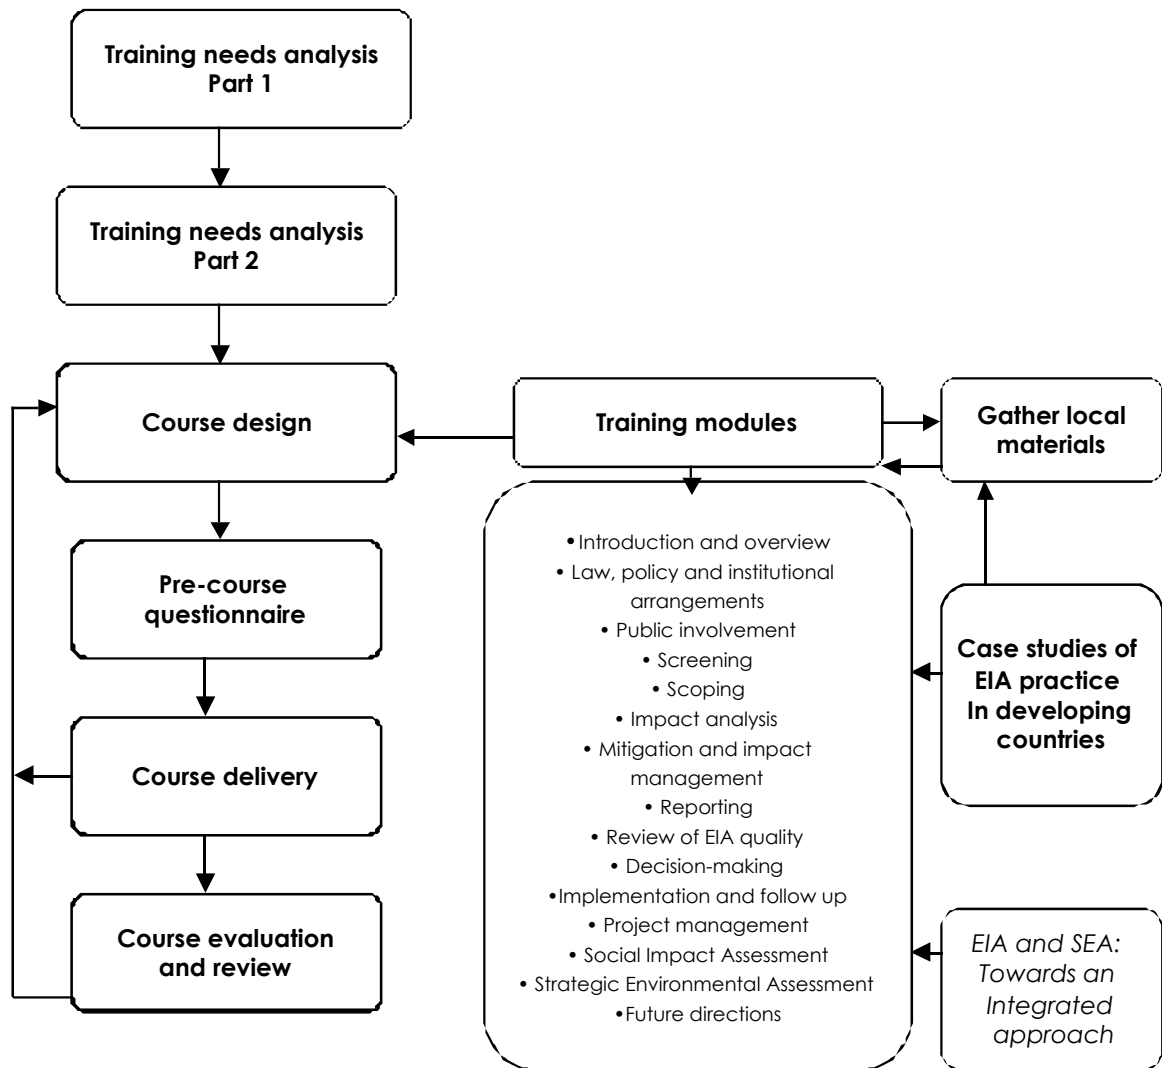 Training needs analysis
Part 1
Training needs analysis
Part 2
Course design
Pre-course
questionnaire
Course delivery
Course evaluation
and review
Training modules
•Introduction and overview
• Law, policy and institutional
arrangements
• Public involvement
• Screening
• Scoping
• Impact analysis
• Mitigation and impact
management
• Reporting
• Review of EIA quality
• Decision-making
•Implementation and follow up
• Project management
• Social Impact Assessment
• Strategic Environmental Assessment
•Future directions
Gather local
materials
Case studies of
EIA practice
In developing
countries
EIA and SEA:
Towards an
Integrated
approach